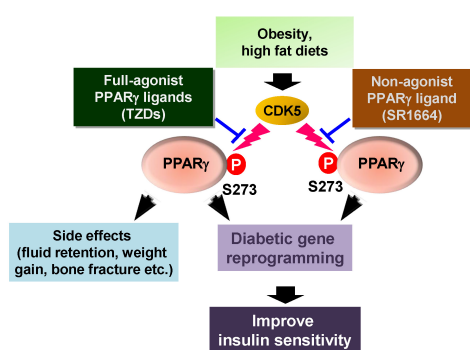 Obesity,
high fat diets
Full-agonist
PPARγ ligands
(TZDs)
CDK5
Non-agonist
PPARγ ligand
(SR1664)
PPARγ
P
S273
P
PPARγ
S273
Side effects
(fluid retention, weight
gain, bone fracture etc.)
Diabetic gene
reprogramming
Improve
insulin sensitivity